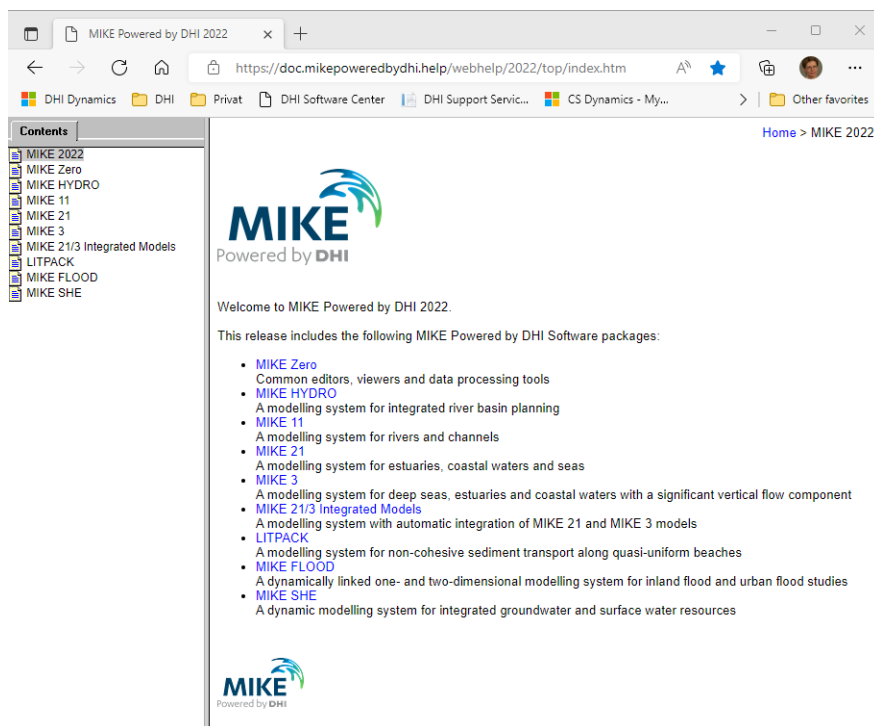 MIKE Powered by DHI 2022
https://doc.mikepoweredbydhi.help/webhelp/2022/top/index.htm
DHI Dynamics DHI Privat DHI Software Center DHI Support Servic... CS Dynamics - My... Other favorites
Contents
Home > MIKE 2022
MIKE 2022
MIKE Zero
MIKE HYDRO
MIKE 11
MIKE 21
MIKE 3
MIKE 21/3 Integrated Models
LITPACK
MIKE FLOOD
MIKE SHE
MIKE
Powered by DHI
Welcome to MIKE Powered by DHI 2022.
This release includes the following MIKE Powered by DHI Software packages:
• MIKE Zero
Common editors, viewers and data processing tools
• MIKE HYDRO
A modelling system for integrated river basin planning
• MIKE 11
A modelling system for rivers and channels
• MIKE 21
A modelling system for estuaries, coastal waters and seas
• MIKE 3
A modelling system for deep seas, estuaries and coastal waters with a significant vertical flow component
• MIKE 21/3 Integrated Models
A modelling system with automatic integration of MIKE 21 and MIKE 3 models
• LITPACK
A modelling system for non-cohesive sediment transport along quasi-uniform beaches
• MIKE FLOOD
A dynamically linked one- and two-dimensional modelling system for inland flood and urban flood studies
• MIKE SHE
A dynamic modelling system for integrated groundwater and surface water resources
MIKE
Powered by DHI